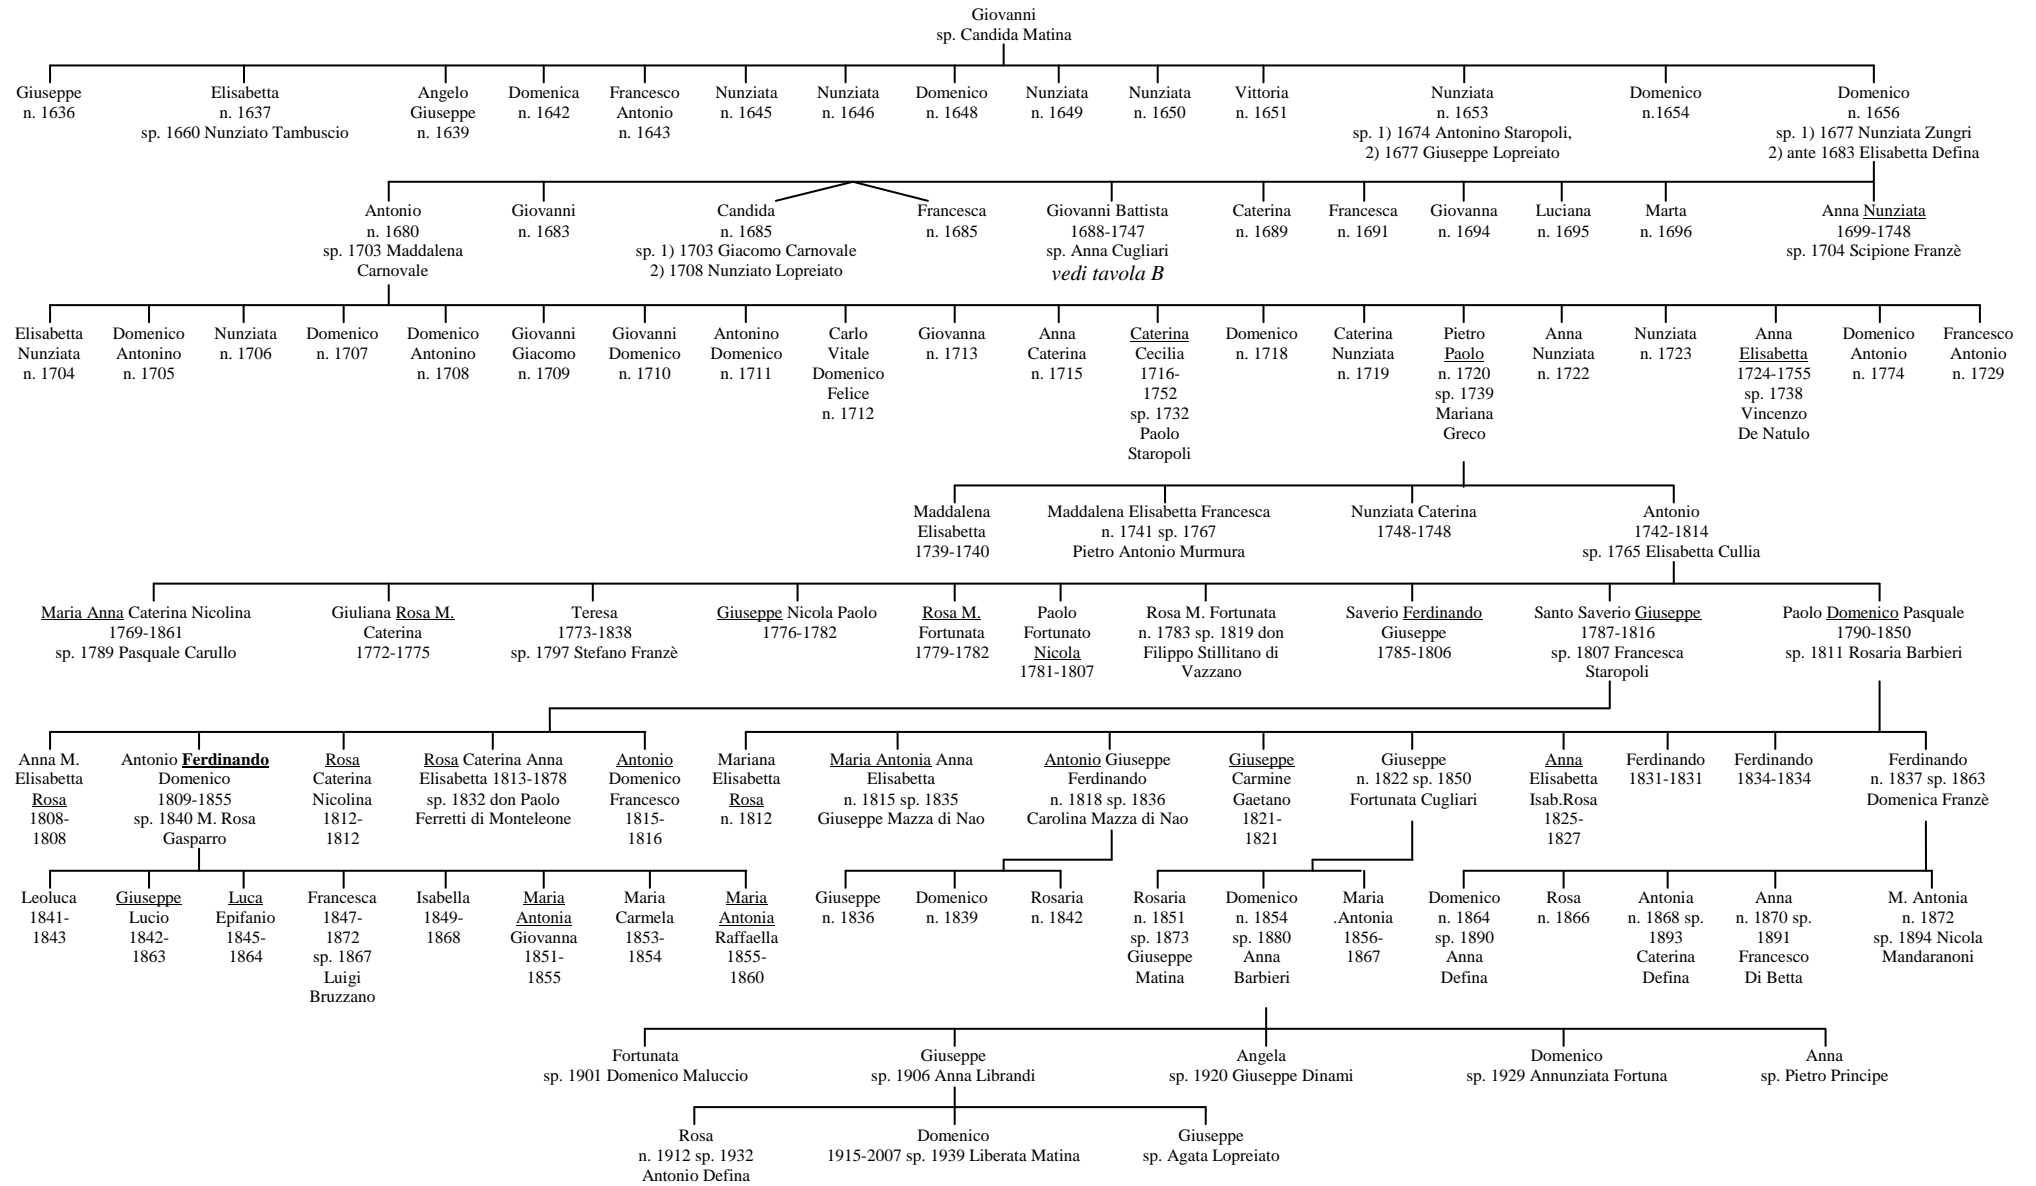 Giovanni
sp. Candida Matina
Giuseppe
n. 1636
Elisabetta
n. 1637
sp. 1660 Nunziato Tambuscio
Angelo
Giuseppe
n. 1639
Domenica
n. 1642
Francesco
Antonio
n. 1643
Nunziata
n. 1645
Nunziata
n. 1646
Domenico
n. 1648
Nunziata
n. 1649
Nunziata
n. 1650
Vittoria
n. 1651
Nunziata
n. 1653
sp. 1) 1674 Antonino Staropoli,
2) 1677 Giuseppe Lopreiato
Domenico
n.1654
Domenico
n. 1656
sp. 1) 1677 Nunziata Zungri
2) ante 1683 Elisabetta Defina
Antonio
n. 1680
sp. 1703 Maddalena
Carnovale
Giovanni
n. 1683
Candida
n. 1685
sp. 1) 1703 Giacomo Carnovale
2) 1708 Nunziato Lopreiato
Francesca
n. 1685
Giovanni Battista
1688-1747
sp. Anna Cugliari
vedi tavola B
Caterina
n. 1689
Francesca
n. 1691
Giovanna
n. 1694
Luciana
n. 1695
Marta
n. 1696
Anna Nunziata
1699-1748
sp. 1704 Scipione Franzè
Elisabetta
Nunziata
n. 1704
Domenico
Antonino
n. 1705
Nunziata
n. 1706
Domenico
n. 1707
Domenico
Antonino
n. 1708
Giovanni
Giacomo
n. 1709
Giovanni
Domenico
n. 1710
Antonino
Domenico
n. 1711
Carlo
Vitale
Domenico
Felice
n. 1712
Giovanna
n. 1713
Anna
Caterina
n. 1715
Caterina
Cecilia
1716-
1752
sp. 1732
Paolo
Staropoli
Domenico
n. 1718
Caterina
Nunziata
n. 1719
Pietro
Paolo
n. 1720
sp. 1739
Mariana
Greco
Anna
Nunziata
n. 1722
Nunziata
n. 1723
Anna
Elisabetta
1724-1755
sp. 1738
Vincenzo
De Natulo
Domenico
Antonio
n. 1774
Francesco
Antonio
n. 1729
Maddalena
Elisabetta
1739-1740
Maddalena Elisabetta Francesca
n. 1741 sp. 1767
Pietro Antonio Murmura
Nunziata Caterina
1748-1748
Antonio
1742-1814
sp. 1765 Elisabetta Cullia
Maria Anna Caterina Nicolina
1769-1861
sp. 1789 Pasquale Carullo
Giuliana Rosa M.
Caterina
1772-1775
Teresa
1773-1838
sp. 1797 Stefano Franzè
Giuseppe Nicola Paolo
1776-1782
Rosa M.
Fortunata
1779-1782
Paolo
Fortunato
Nicola
1781-1807
Rosa M. Fortunata
n. 1783 sp. 1819 don
Filippo Stillitano di
Vazzano
Saverio Ferdinando
Giuseppe
1785-1806
Santo Saverio Giuseppe
1787-1816
sp. 1807 Francesca
Staropoli
Paolo Domenico Pasquale
1790-1850
sp. 1811 Rosaria Barbieri
Anna M.
Elisabetta
Rosa
1808-
1808
Antonio Ferdinando
Domenico
1809-1855
sp. 1840 M. Rosa
Gasparro
Rosa
Caterina
Nicolina
1812-
1812
Rosa Caterina Anna
Elisabetta 1813-1878
sp. 1832 don Paolo
Ferretti di Monteleone
Antonio
Domenico
Francesco
1815-
1816
Mariana
Elisabetta
Rosa
n. 1812
Maria Antonia Anna
Elisabetta
n. 1815 sp. 1835
Giuseppe Mazza di Nao
Antonio Giuseppe
Ferdinando
n. 1818 sp. 1836
Carolina Mazza di Nao
Giuseppe
Carmine
Gaetano
1821-
1821
Giuseppe
n. 1822 sp. 1850
Fortunata Cugliari
Anna
Elisabetta
Isab.Rosa
1825-
1827
Ferdinando
1831-1831
Ferdinando
1834-1834
Ferdinando
n. 1837 sp. 1863
Domenica Franzè
Leoluca
1841-
1843
Giuseppe
Lucio
1842-
1863
Luca
Epifanio
1845-
1864
Francesca
1847-
1872
sp. 1867
Luigi
Bruzzano
Isabella
1849-
1868
Maria
Antonia
Giovanna
1851-
1855
Maria
Carmela
1853-
1854
Maria
Antonia
Raffaella
1855-
1860
Giuseppe
n. 1836
Domenico
n. 1839
Rosaria
n. 1842
Rosaria
n. 1851
sp. 1873
Giuseppe
Matina
Domenico
n. 1854
sp. 1880
Anna
Barbieri
Maria
.Antonia
1856-
1867
Domenico
n. 1864
sp. 1890
Anna
Defina
Rosa
n. 1866
Antonia
n. 1868 sp.
1893
Caterina
Defina
Anna
n. 1870 sp.
1891
Francesco
Di Betta
M. Antonia
n. 1872
sp. 1894 Nicola
Mandaranoni
Fortunata
sp. 1901 Domenico Maluccio
Giuseppe
sp. 1906 Anna Librandi
Angela
sp. 1920 Giuseppe Dinami
Domenico
sp. 1929 Annunziata Fortuna
Anna
sp. Pietro Principe
Rosa
n. 1912 sp. 1932
Antonio Defina
Domenico
1915-2007 sp. 1939 Liberata Matina
Giuseppe
sp. Agata Lopreiato